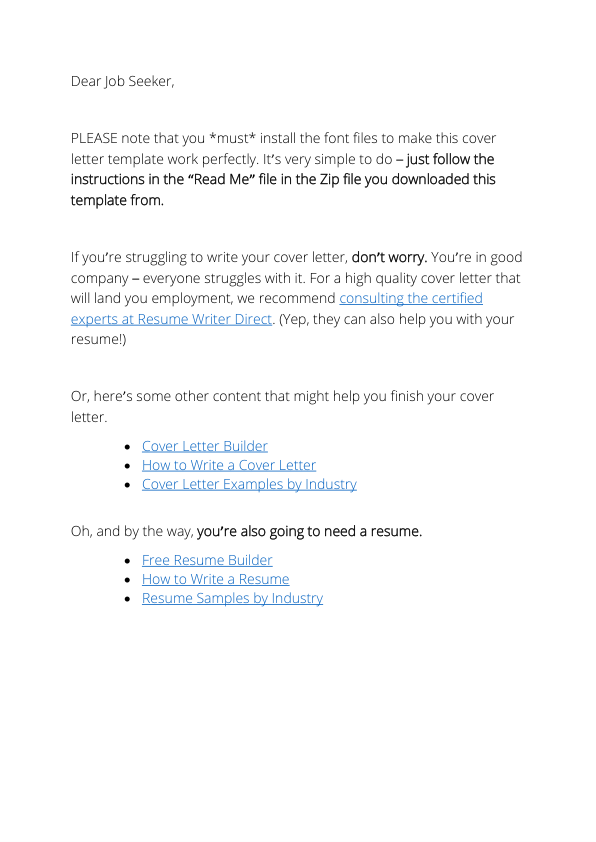 Dear Job Seeker,
PLEASE note that you *must* install the font files to make this cover
letter template work perfectly. It’s very simple to do – just follow the
instructions in the “Read Me” file in the Zip file you downloaded this
template from.
If you’re struggling to write your cover letter, don’t worry. You’re in good
company – everyone struggles with it. For a high quality cover letter that
will land you employment, we recommend consulting the certified
experts at Resume Writer Direct. (Yep, they can also help you with your
resume!)
Or, here’s some other content that might help you finish your cover
letter.
• Cover Letter Builder
• How to Write a Cover Letter
• Cover Letter Examples by Industry
Oh, and by the way, you’re also going to need a resume.
• Free Resume Builder
• How to Write a Resume
• Resume Samples by Industry